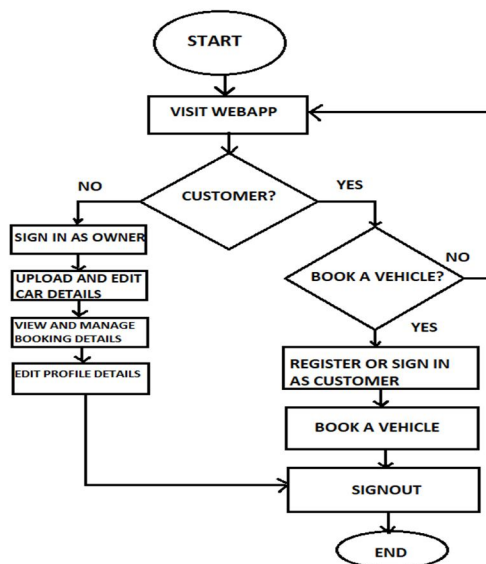 START
VISIT WEBAPP
NO
CUSTOMER?
YES
SIGN IN AS OWNER
UPLOAD AND EDIT
CAR DETAILS
VIEW AND MANAGE
BOOKING DETAILS
EDIT PROFILE DETAILS
BOOK A VEHICLE?
NO
YES
REGISTER OR SIGN IN
AS CUSTOMER
BOOK A VEHICLE
SIGNOUT
END